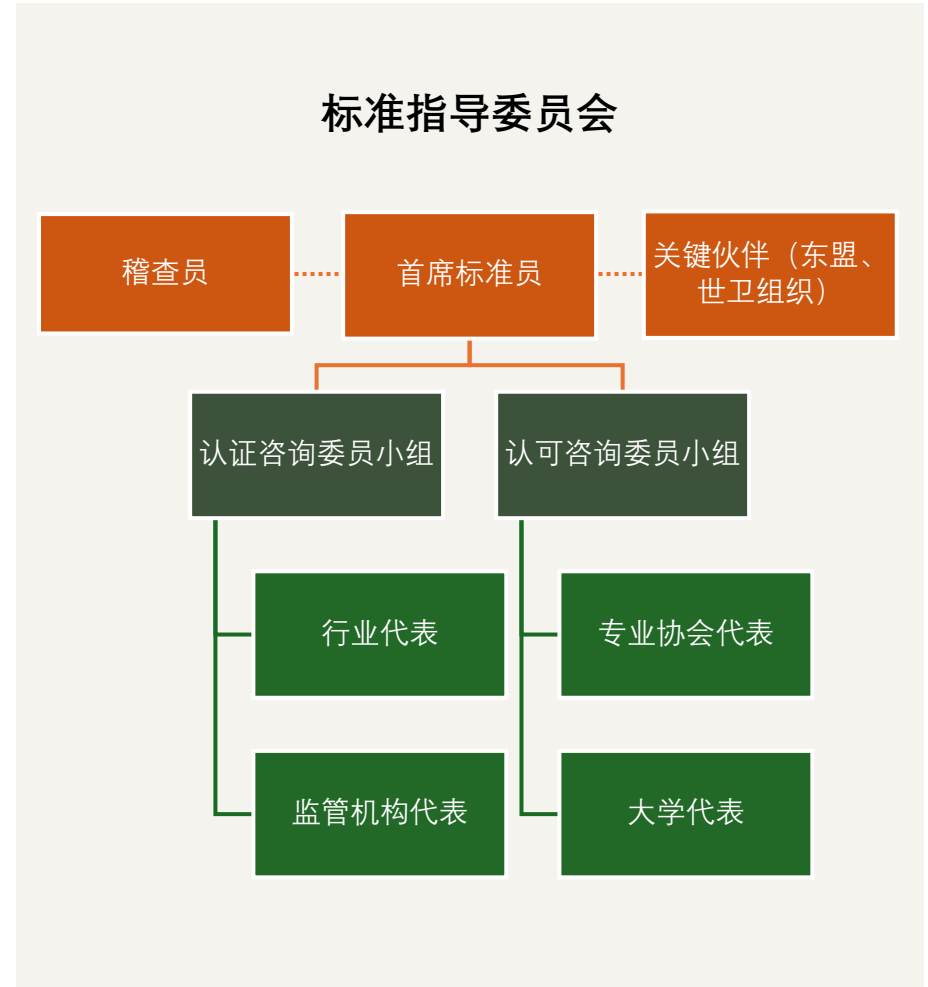 标准指导委员会
稽查员
首席标准员
关键伙伴（东盟、
世卫组织）
认证咨询委员小组
认可咨询委员小组
行业代表
专业协会代表
监管机构代表
大学代表